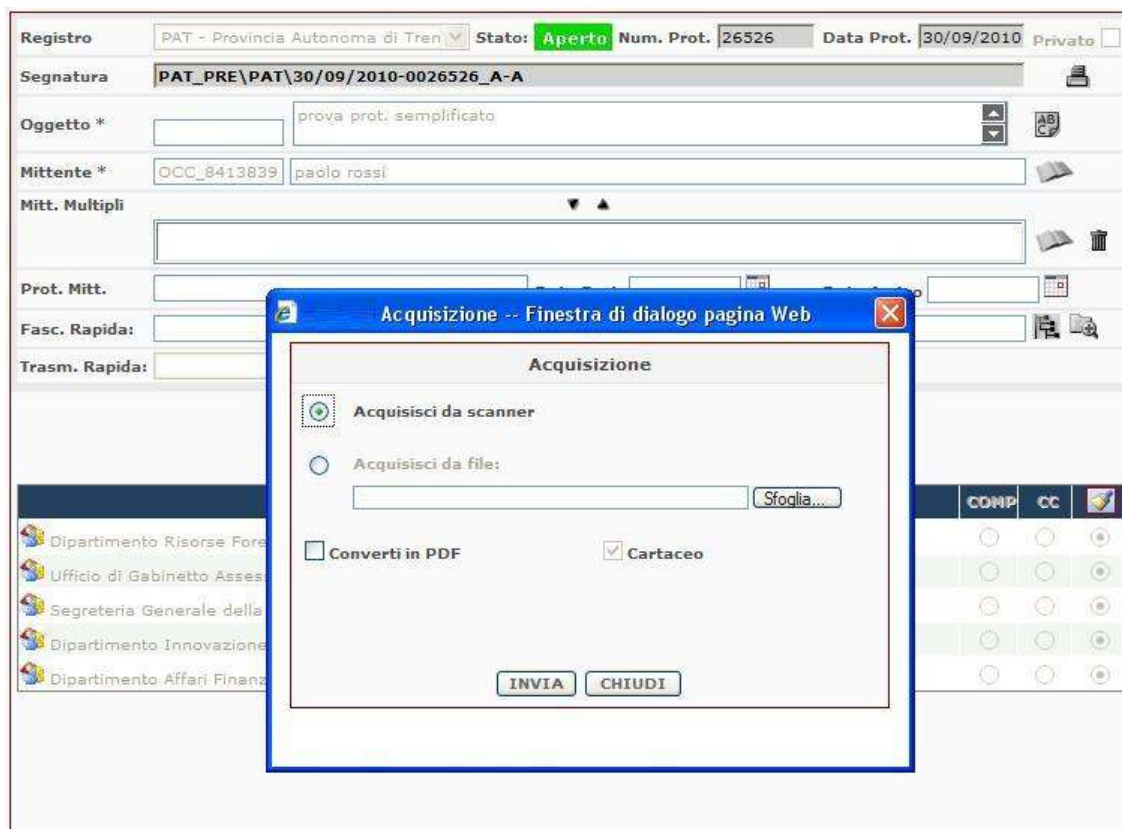 Registro PAT - Provincia Autonoma di Tren Stato: Aperto Num. Prot. 26526 Data Prot. 30/09/2010 Privato
Segnatura PAT_PRE\PAT\30/09/2010-0026526_A-A
Oggetto * prova prot. semplificato
Mittente * OCC_8413839 paolo rossi
Mitt. Multipli
Prot. Mitt.
Acquisizione -- Finestra di dialogo pagina Web
Fasc. Rapida:
Trasm. Rapida:
Acquisizione
Acquisisci da scanner
Acquisisci da file:
Sfoglia...
COMP CC
Dipartimento Risorse Fore
Converti in PDF Cartaceo
Ufficio di Gabinetto Asses
Segreteria Generale della
Dipartimento Innovazione
Dipartimento Affari Finanz
INVIA CHIUDI